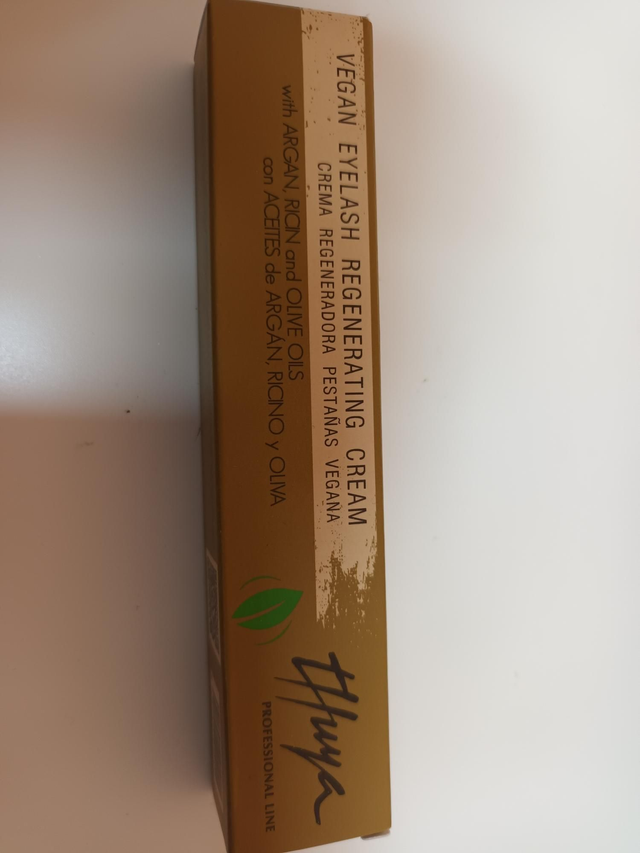 VEGAN EYELASH REGENERATING CREAM
CREMA REGENERADORA PESTAÑAS VEGANA
with ARGAN, RICIN and OLIVE OILS
con ACEITES de ARGÁN, RICINO y OLIVA
thuya
PROFESSIONAL LINE